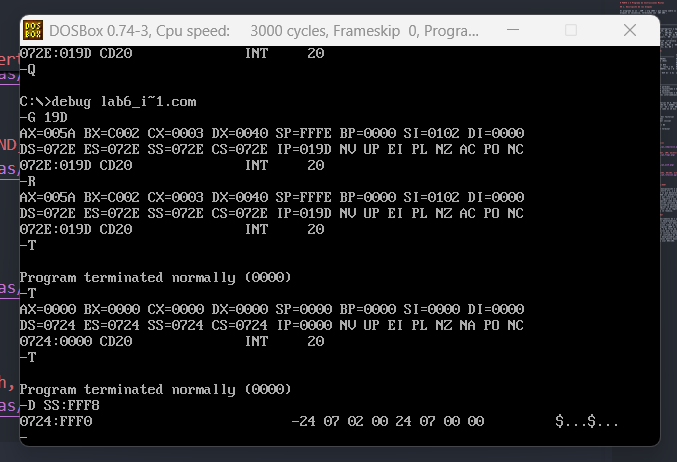 DOSBox 0.74-3, Cpu speed: 3000 cycles, Frameskip 0, Progra...
072E:019D CD20 INT 20
-Q
C:\>debug lab6_i~1.com
-G 19D
AX=005A BX=C002 CX=0003 DX=0040 SP=FFFE BP=0000 SI=0102 DI=0000
DS=072E ES=072E SS=072E CS=072E IP=019D NV UP EI PL NZ AC PO NC
072E:019D CD20 INT 20
-R
AX=005A BX=C002 CX=0003 DX=0040 SP=FFFE BP=0000 SI=0102 DI=0000
DS=072E ES=072E SS=072E CS=072E IP=019D NV UP EI PL NZ AC PO NC
072E:019D CD20 INT 20
-T
Program terminated normally (0000)
-T
AX=0000 BX=0000 CX=0000 DX=0000 SP=0000 BP=0000 SI=0000 DI=0000
DS=0724 ES=0724 SS=0724 CS=0724 IP=0000 NV UP EI PL NZ NA PO NC
0724:0000 CD20 INT 20
-T
Program terminated normally (0000)
-D SS:FFF8
0724:FFF0 -24 07 02 00 24 07 00 00 $...$...
-